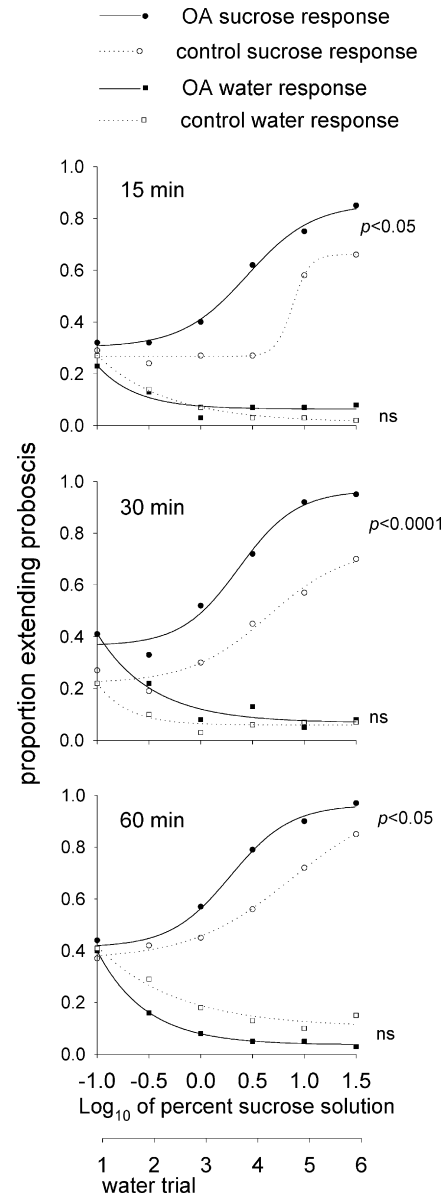 OA sucrose response
control sucrose response
OA water response
control water response
15 min
1.0
0.8
0.6
0.4
0.2
0.0
p<0.05
ns
30 min
1.0
0.8
0.6
0.4
0.2
0.0
p<0.0001
ns
proportion extending proboscis
60 min
1.0
0.8
0.6
0.4
0.2
0.0
p<0.05
ns
-1.0 -0.5 0.0 0.5 1.0 1.5
Log10 of percent sucrose solution
1 2 3 4 5 6
water trial